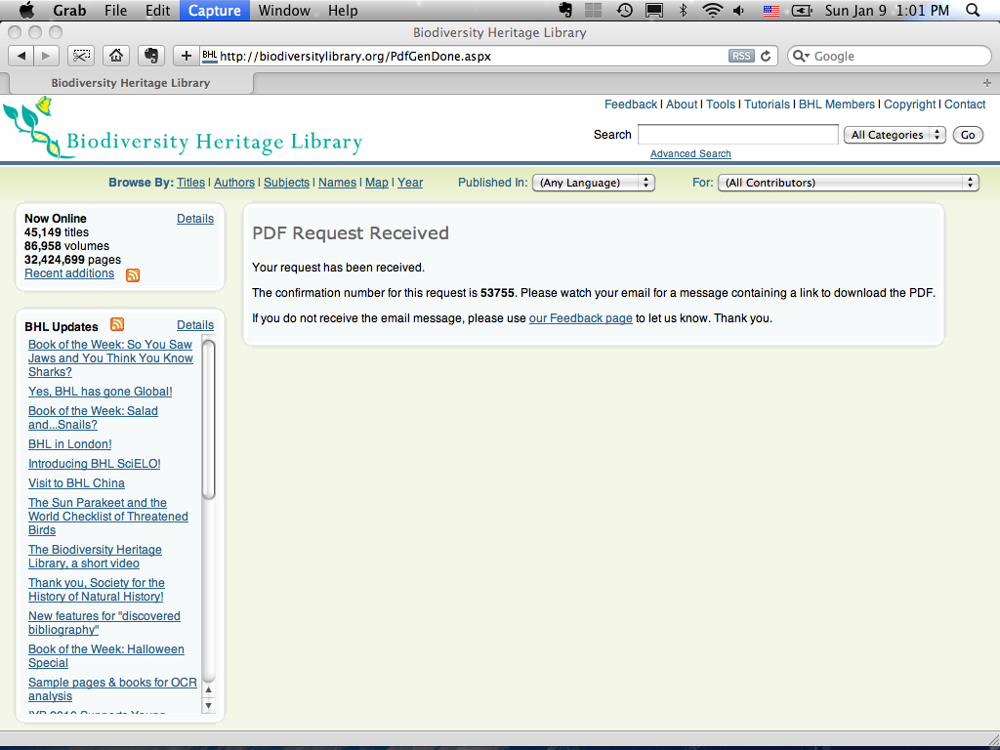 Grab File Edit Capture Window Help Sun Jan 9 1:01 PM
Biodiversity Heritage Library
BHL http://biodiversitylibrary.org/PdfGenDone.aspx RSS Google
Biodiversity Heritage Library
Feedback | About | Tools | Tutorials | BHL Members | Copyright | Contact
Biodiversity Heritage Library
Search All Categories Go
Advanced Search
Browse By: Titles | Authors | Subjects | Names | Map | Year Published In: (Any Language) For: (All Contributors)
Now Online Details
45,149 titles
86,958 volumes
32,424,699 pages
Recent additions
PDF Request Received
Your request has been received.
The confirmation number for this request is 53755. Please watch your email for a message containing a link to download the PDF.
If you do not receive the email message, please use our Feedback page to let us know. Thank you.
BHL Updates Details
Book of the Week: So You Saw
Jaws and You Think You Know
Sharks?
Yes, BHL has gone Global!
Book of the Week: Salad
and...Snails?
BHL in London!
Introducing BHL SciELO!
Visit to BHL China
The Sun Parakeet and the
World Checklist of Threatened
Birds
The Biodiversity Heritage
Library, a short video
Thank you, Society for the
History of Natural History!
New features for "discovered
bibliography"
Book of the Week: Halloween
Special
Sample pages & books for OCR
analysis